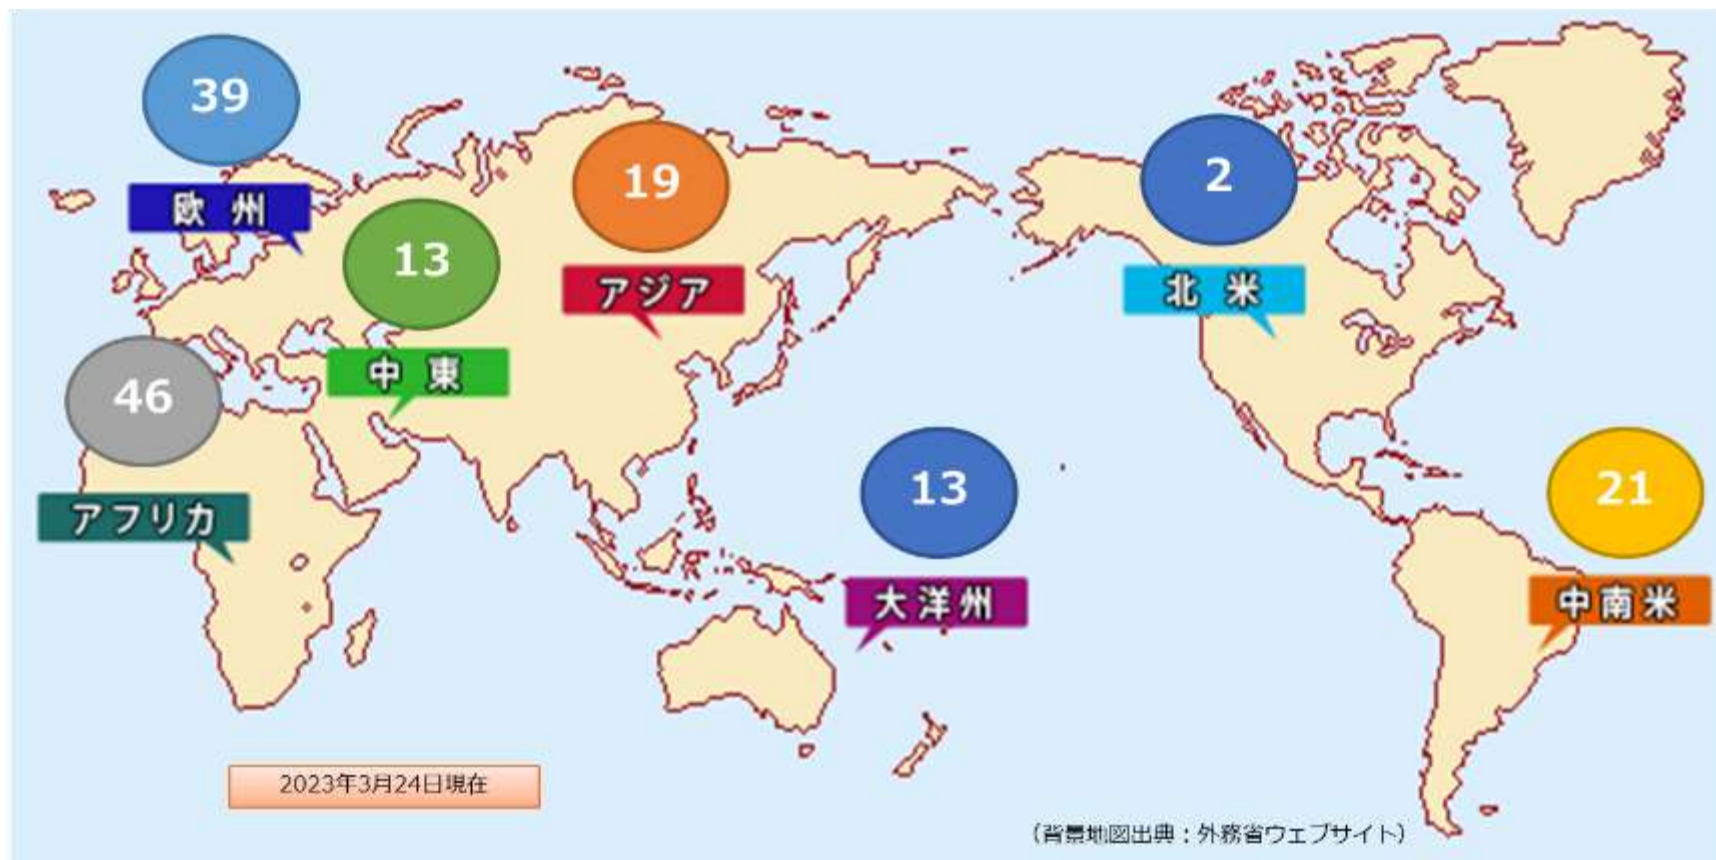 39
欧州
13
中東
19
アジア
2
北米
46
アフリカ
13
大洋州
21
中南米
2023年3月24日現在
(背景地図出典:外務省ウェブサイト)